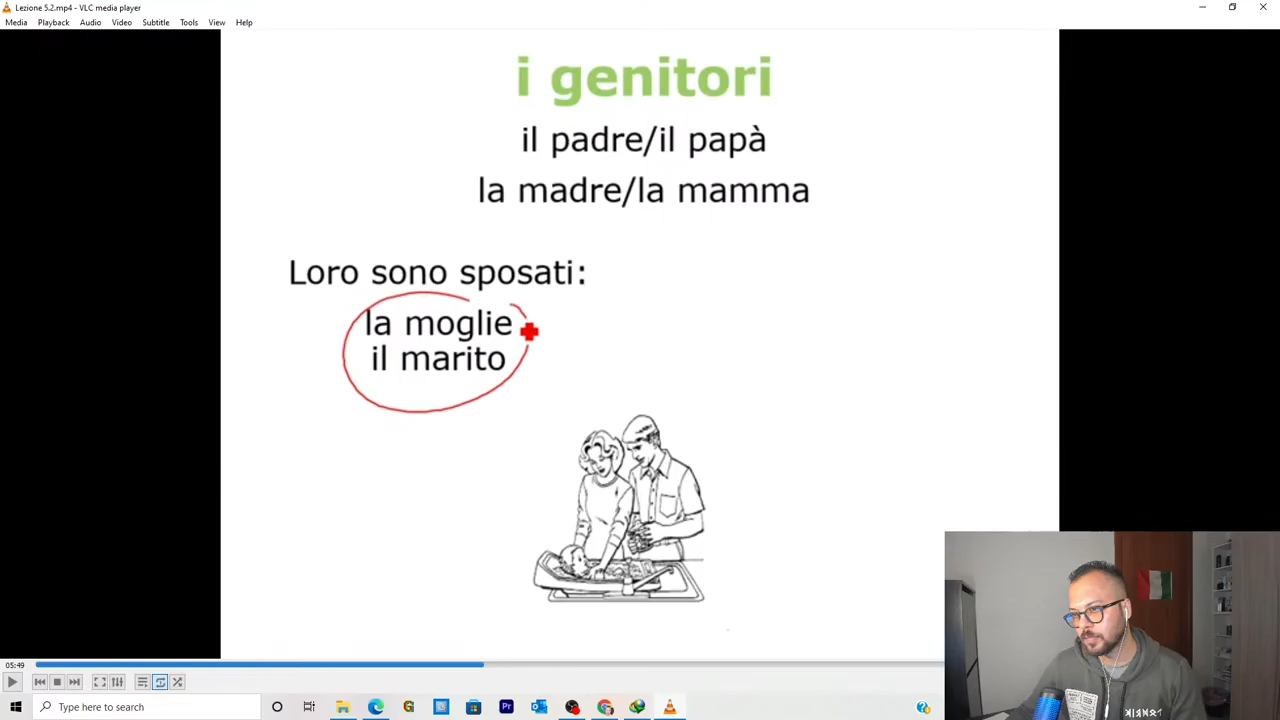 Lezione 5.2.mp4 - VLC media player
Media Playback Audio Video Subtitle Tools View Help
i genitori
il padre/il papà
la madre/la mamma
Loro sono sposati:
la moglie
il marito
05:49
Type here to search